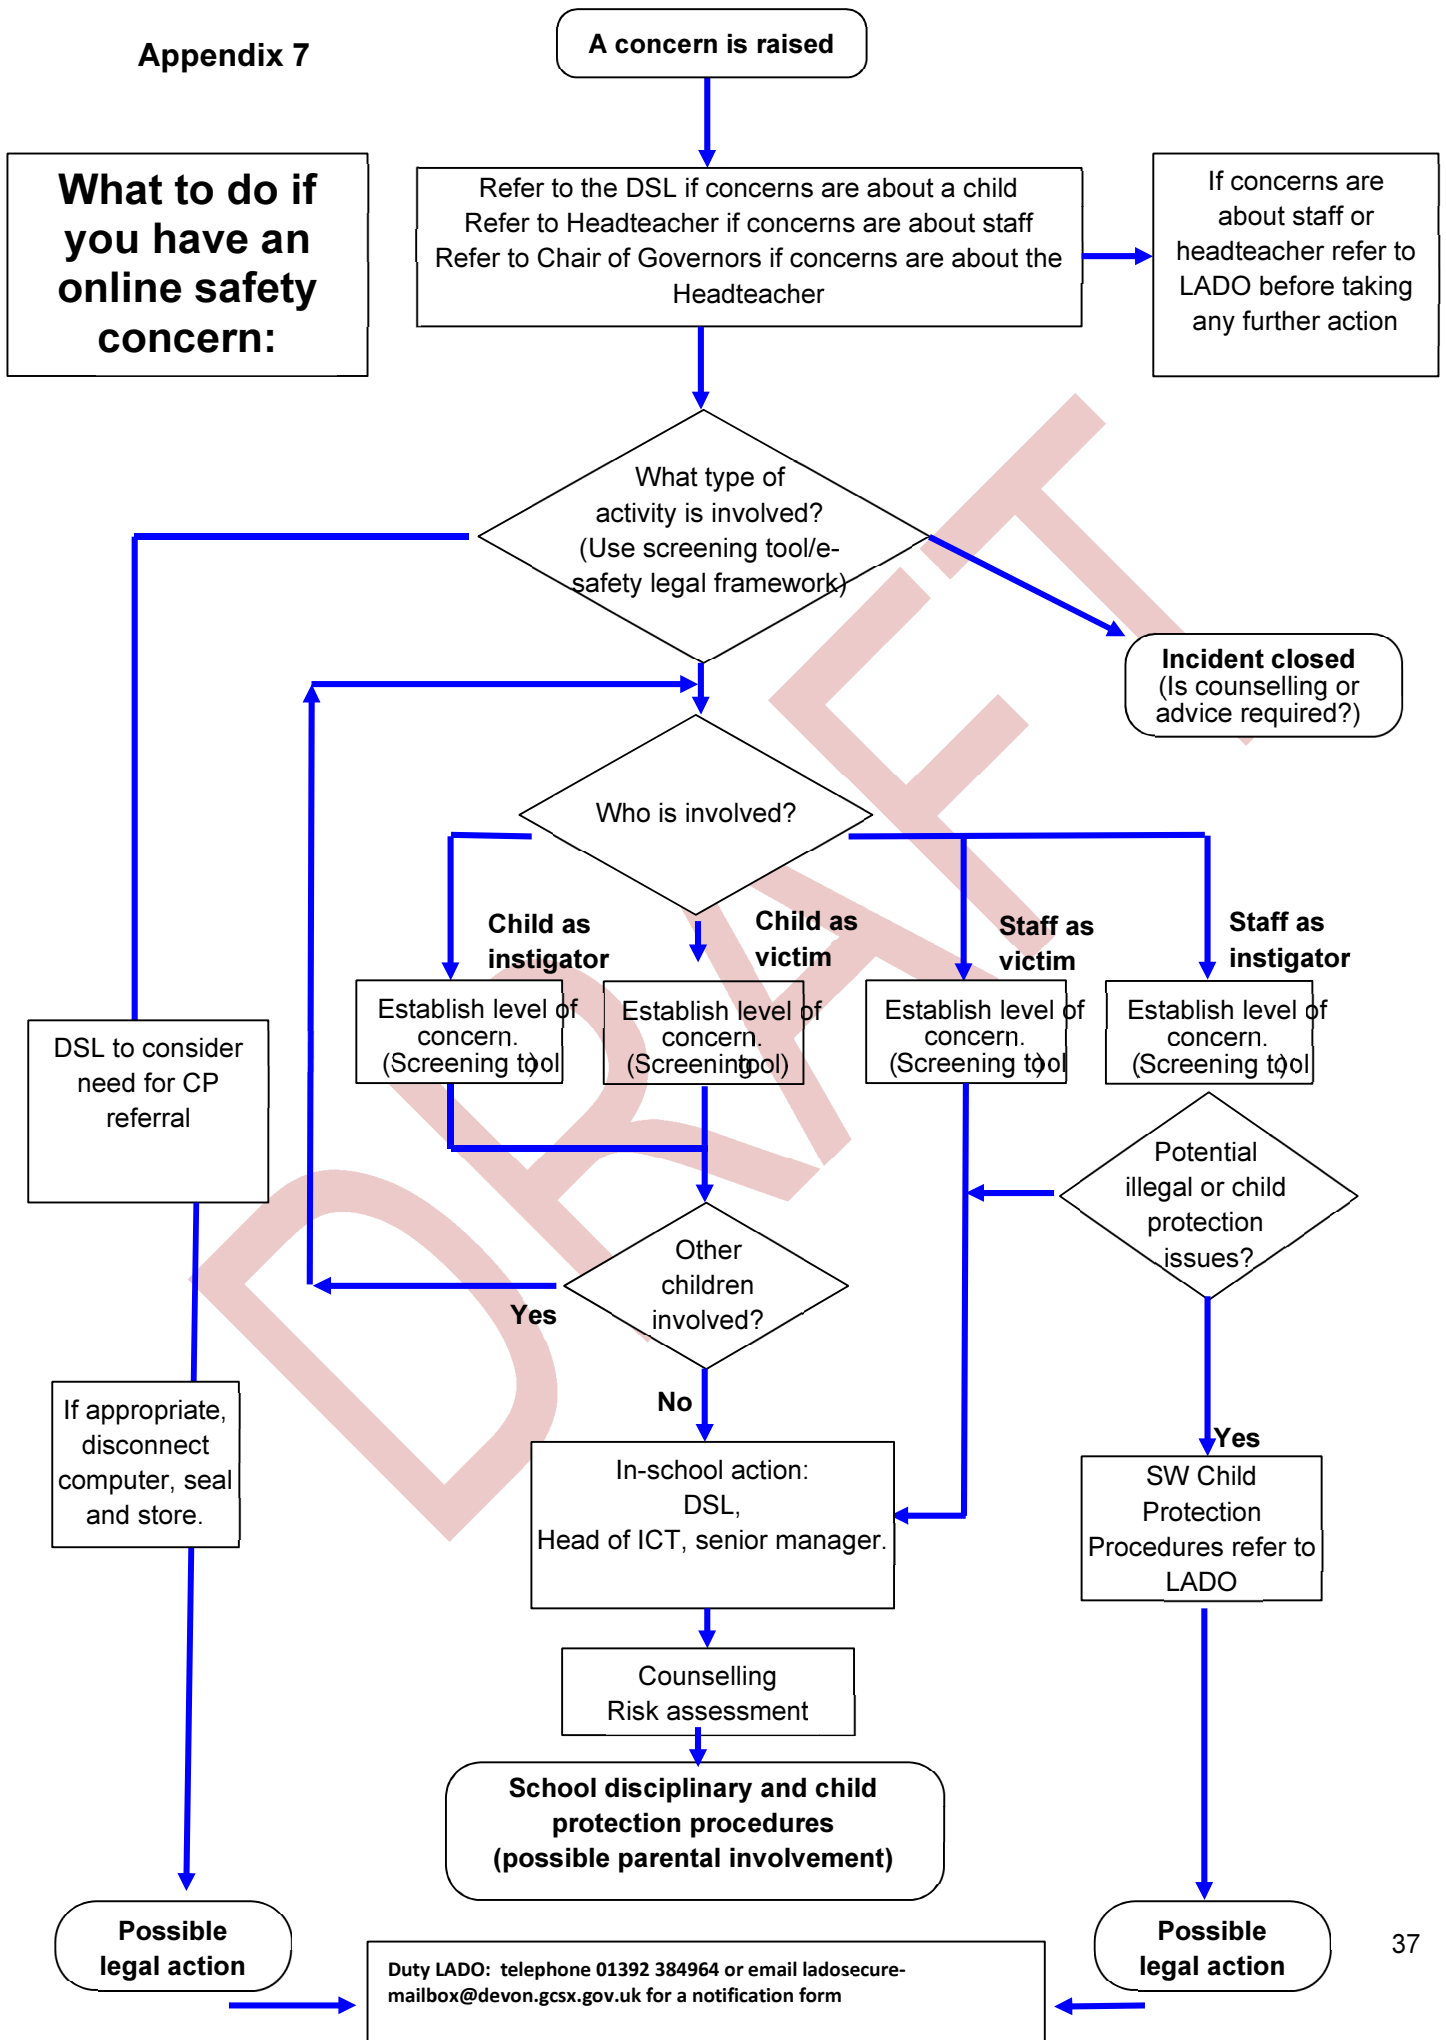 Appendix 7
A concern is raised
What to do if
you have an
online safety
concern:
Refer to the DSL if concerns are about a child
Refer to Headteacher if concerns are about staff
Refer to Chair of Governors if concerns are about the
Headteacher
If concerns are
about staff or
headteacher refer to
LADO before taking
any further action
What type of
activity is involved?
(Use screening tool/e-
safety legal framework)
Incident closed
(Is counselling or
advice required?)
Who is involved?
Child as
instigator
Child as
victim
Staff as
victim
Staff as
instigator
Establish level of
concern.
(Screening tool)
Establish level of
concern.
(Screening tool)
Establish level of
concern.
(Screening tool)
Establish level of
concern.
(Screening tool)
DSL to consider
need for CP
referral
Potential
illegal or child
protection
issues?
Other
children
involved?
Yes
No
If appropriate,
disconnect
computer, seal
and store.
In-school action:
DSL,
Head of ICT, senior manager.
Yes
SW Child
Protection
Procedures refer to
LADO
Counselling
Risk assessment
School disciplinary and child
protection procedures
(possible parental involvement)
Possible
legal action
Possible
legal action
37
Duty LADO: telephone 01392 384964 or email ladosecure-
mailbox@devon.gcsx.gov.uk for a notification form
DRAFT